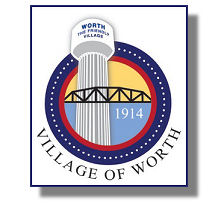 WORTH
THE FRIENDLY
VILLAGE
1914
VILLAGE OF WORTH